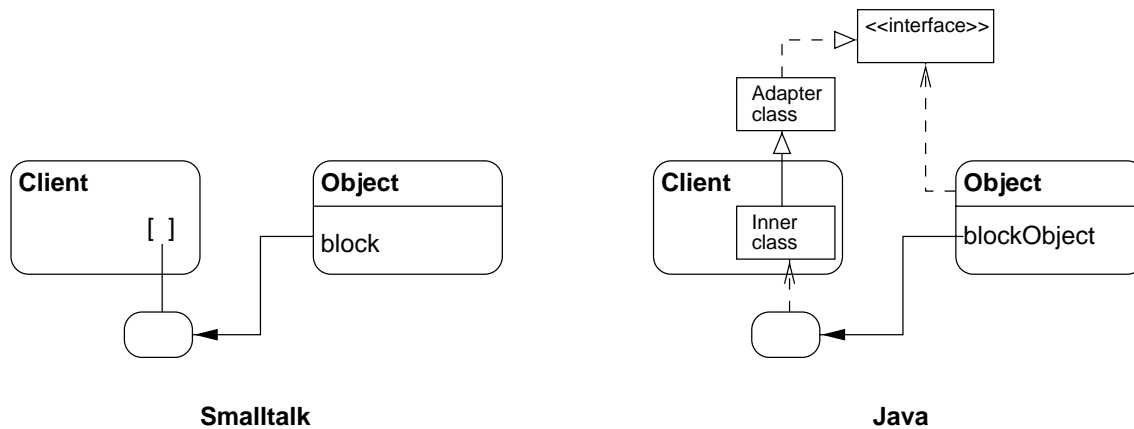 <<interface>>
Adapter
class
Client
Object
Client
Object
[ ]
block
Inner
class
blockObject
Smalltalk
Java